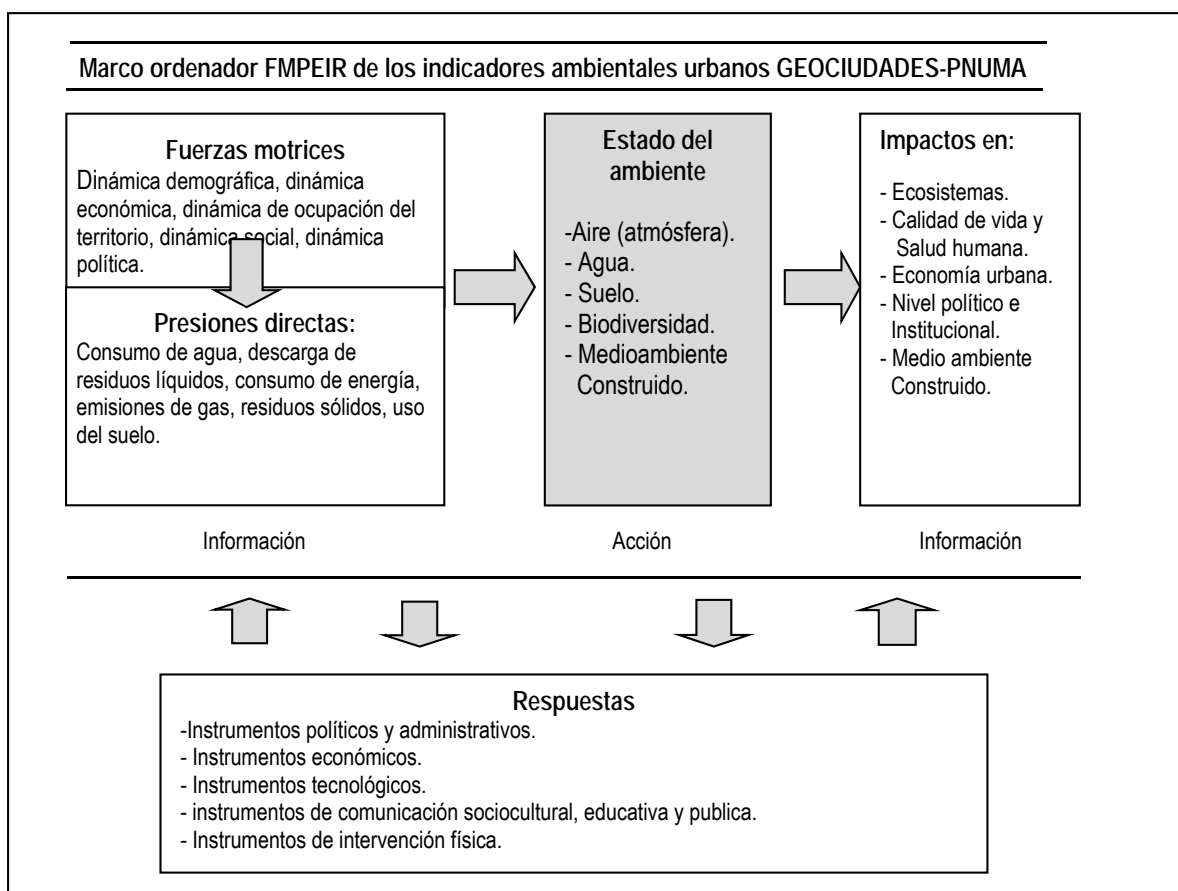 Marco ordenador FMPEIR de los indicadores ambientales urbanos GEOCIUDADES-PNUMA
Fuerzas motrices
Dinámica demográfica, dinámica
económica, dinámica de ocupación del
territorio, dinámica social, dinámica
política.
Presiones directas:
Consumo de agua, descarga de
residuos líquidos, consumo de energía,
emisiones de gas, residuos sólidos, uso
del suelo.
Estado del
ambiente
-Aire (atmósfera).
- Agua.
- Suelo.
- Biodiversidad.
- Medioambiente
Construido.
Impactos en:
- Ecosistemas.
- Calidad de vida y
Salud humana.
- Economía urbana.
- Nivel político e
Institucional.
- Medio ambiente
Construido.
Información
Acción
Información
Respuestas
-Instrumentos políticos y administrativos.
- Instrumentos económicos.
- Instrumentos tecnológicos.
- instrumentos de comunicación sociocultural, educativa y publica.
- Instrumentos de intervención física.